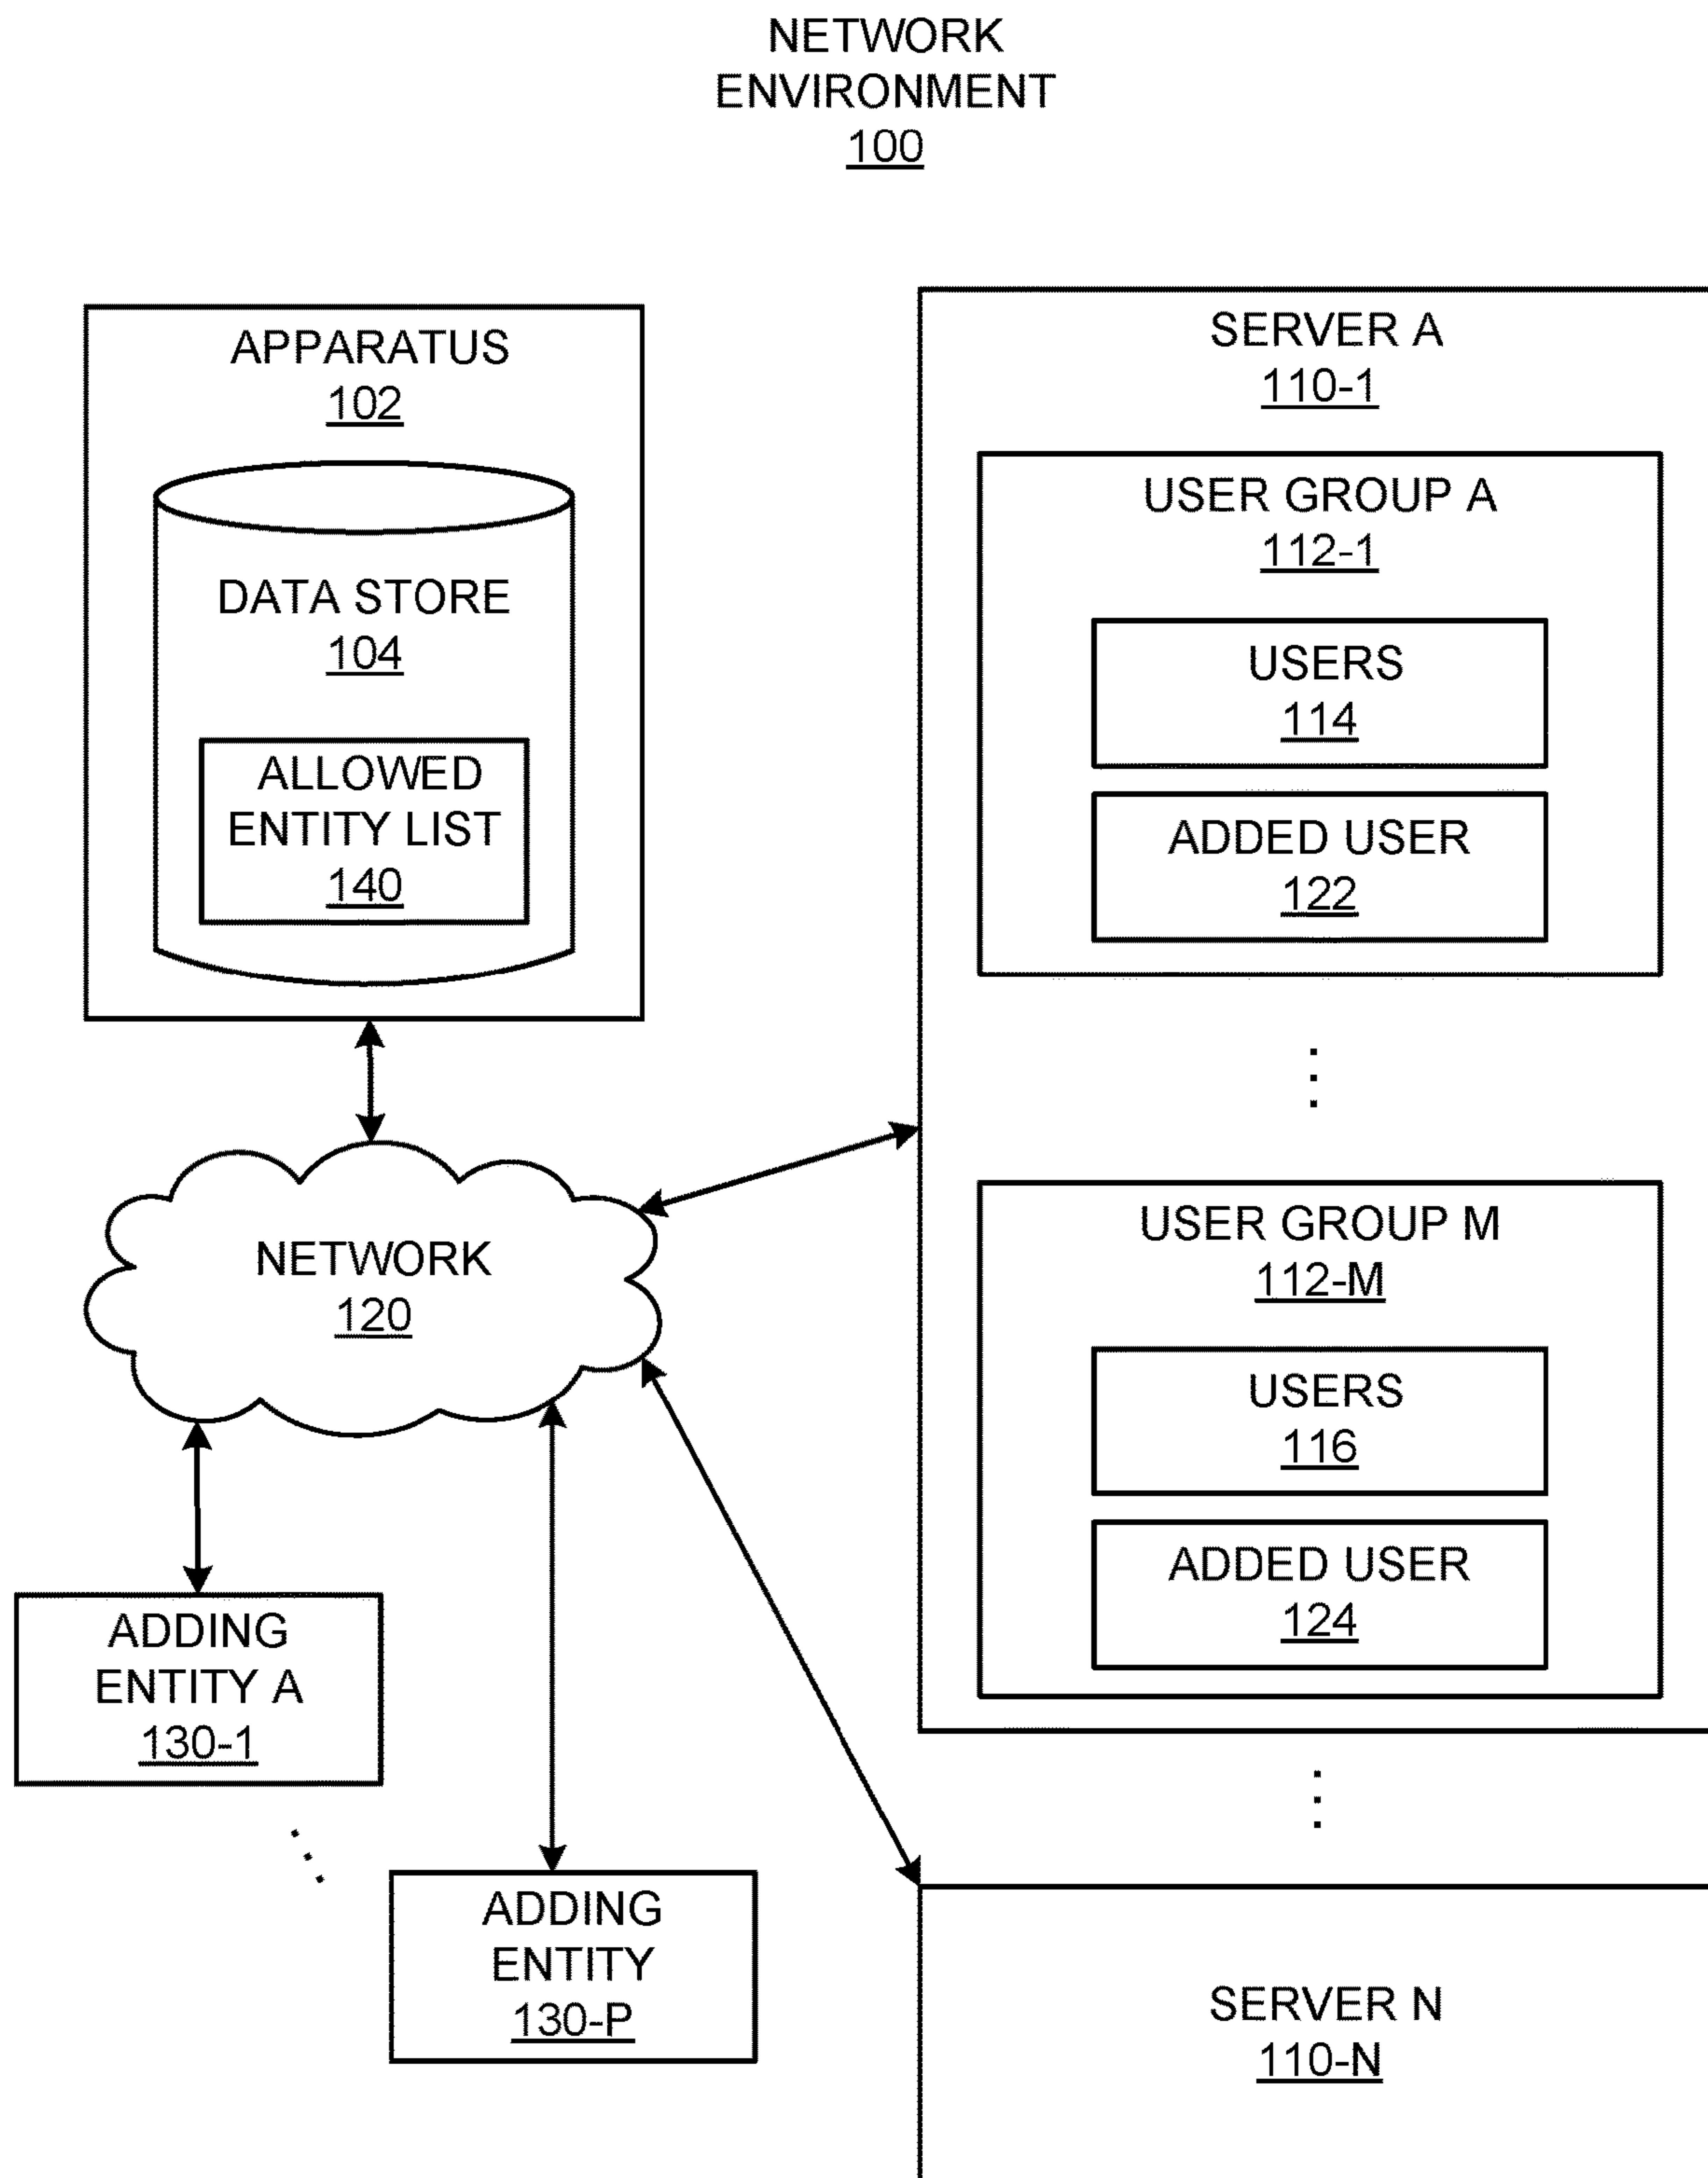 NETWORK
ENVIRONMENT
100
APPARATUS
102
DATA STORE
104
ALLOWED
ENTITY LIST
140
NETWORK
120
ADDING
ENTITY A
130-1
ADDING
ENTITY
130-P
SERVER A
110-1
USER GROUP A
112-1
USERS
114
ADDED USER
122
USER GROUP M
112-M
USERS
116
ADDED USER
124
SERVER N
110-N